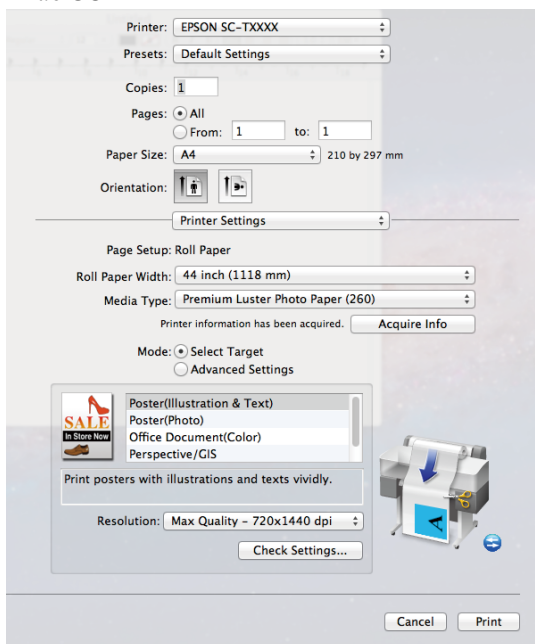 Printer: EPSON SC-TXXXX
Presets: Default Settings
Copies: 1
Pages: All
From: 1 to: 1
Paper Size: A4 210 by 297 mm
Orientation:
Printer Settings
Page Setup: Roll Paper
Roll Paper Width: 44 inch (1118 mm)
Media Type: Premium Luster Photo Paper (260)
Printer information has been acquired. Acquire Info
Mode: Select Target
Advanced Settings
SALE
In Store Now
Poster(Illustration & Text)
Poster(Photo)
Office Document(Color)
Perspective/GIS
Print posters with illustrations and texts vividly.
Resolution: Max Quality - 720x1440 dpi
Check Settings...
A
Cancel Print